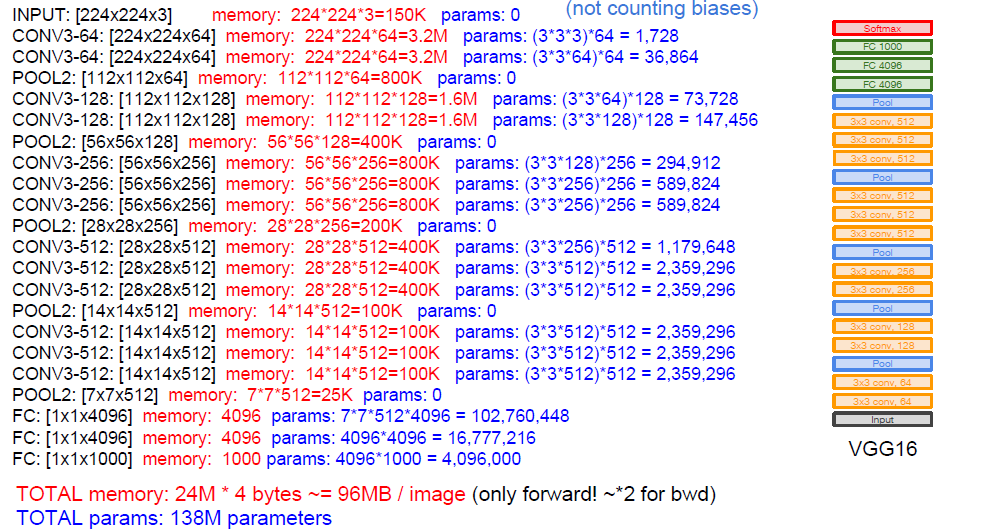 (not counting biases)
INPUT: [224x224x3] memory: 224*224*3=150K params: 0
CONV3-64: [224x224x64] memory: 224*224*64=3.2M params: (3*3*3)*64 = 1,728
CONV3-64: [224x224x64] memory: 224*224*64=3.2M params: (3*3*64)*64 = 36,864
POOL2: [112x112x64] memory: 112*112*64=800K params: 0
CONV3-128: [112x112x128] memory: 112*112*128=1.6M params: (3*3*64)*128 = 73,728
CONV3-128: [112x112x128] memory: 112*112*128=1.6M params: (3*3*128)*128 = 147,456
POOL2: [56x56x128] memory: 56*56*128=400K params: 0
CONV3-256: [56x56x256] memory: 56*56*256=800K params: (3*3*128)*256 = 294,912
CONV3-256: [56x56x256] memory: 56*56*256=800K params: (3*3*256)*256 = 589,824
CONV3-256: [56x56x256] memory: 56*56*256=800K params: (3*3*256)*256 = 589,824
POOL2: [28x28x256] memory: 28*28*256=200K params: 0
CONV3-512: [28x28x512] memory: 28*28*512=400K params: (3*3*256)*512 = 1,179,648
CONV3-512: [28x28x512] memory: 28*28*512=400K params: (3*3*512)*512 = 2,359,296
CONV3-512: [28x28x512] memory: 28*28*512=400K params: (3*3*512)*512 = 2,359,296
POOL2: [14x14x512] memory: 14*14*512=100K params: 0
CONV3-512: [14x14x512] memory: 14*14*512=100K params: (3*3*512)*512 = 2,359,296
CONV3-512: [14x14x512] memory: 14*14*512=100K params: (3*3*512)*512 = 2,359,296
CONV3-512: [14x14x512] memory: 14*14*512=100K params: (3*3*512)*512 = 2,359,296
POOL2: [7x7x512] memory: 7*7*512=25K params: 0
FC: [1x1x4096] memory: 4096 params: 7*7*512*4096 = 102,760,448
FC: [1x1x4096] memory: 4096 params: 4096*4096 = 16,777,216
FC: [1x1x1000] memory: 1000 params: 4096*1000 = 4,096,000
TOTAL memory: 24M * 4 bytes ~= 96MB / image (only forward! ~*2 for bwd)
TOTAL params: 138M parameters
Softmax
FC 1000
FC 4096
FC 4096
Pool
3x3 conv, 512
3x3 conv, 512
3x3 conv, 512
Pool
3x3 conv, 512
3x3 conv, 512
3x3 conv, 512
Pool
3x3 conv, 256
3x3 conv, 256
Pool
3x3 conv, 128
3x3 conv, 128
Pool
3x3 conv, 64
3x3 conv, 64
Input
VGG16